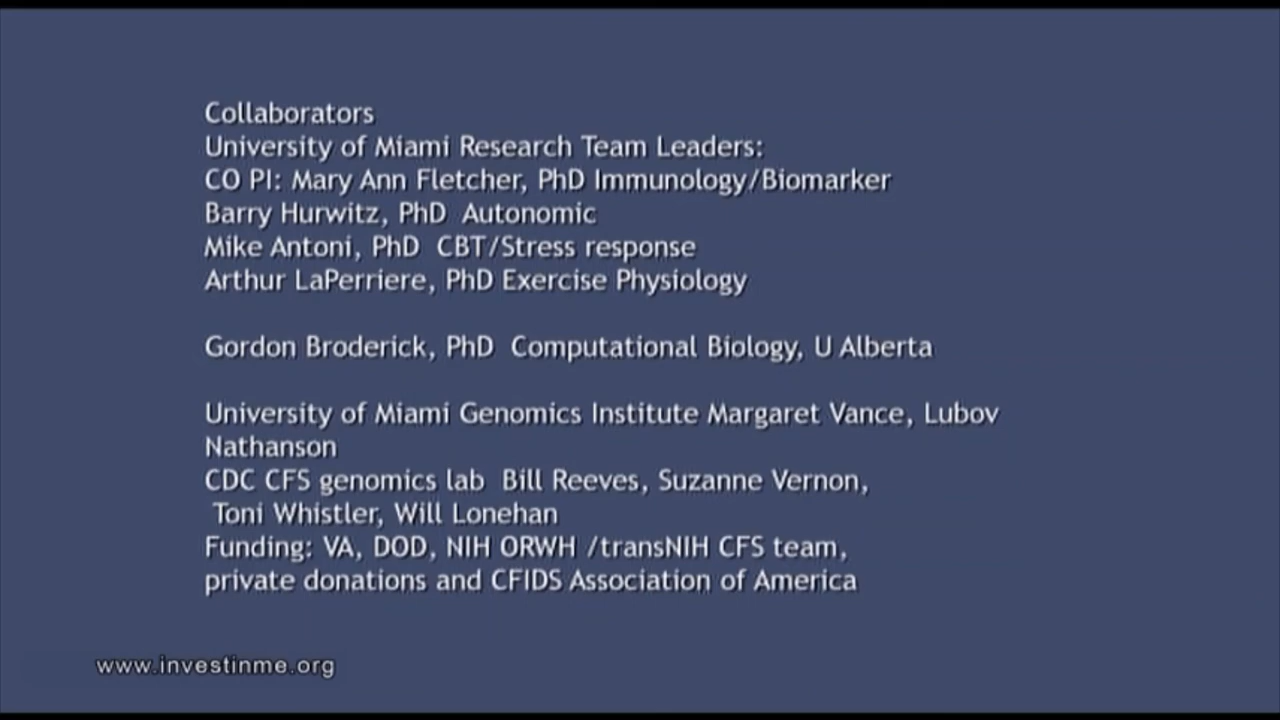 Collaborators
University of Miami Research Team Leaders:
CO PI: Mary Ann Fletcher, PhD Immunology/Biomarker
Barry Hurwitz, PhD  Autonomic
Mike Antoni, PhD  CBT/Stress response
Arthur LaPerriere, PhD Exercise Physiology
Gordon Broderick, PhD  Computational Biology, U Alberta
University of Miami Genomics Institute Margaret Vance, Lubov
Nathanson
CDC CFS genomics lab  Bill Reeves, Suzanne Vernon,
Toni Whistler, Will Lonehan
Funding: VA, DOD, NIH ORWH /transNIH CFS team,
private donations and CFIDS Association of America
www.investinme.org